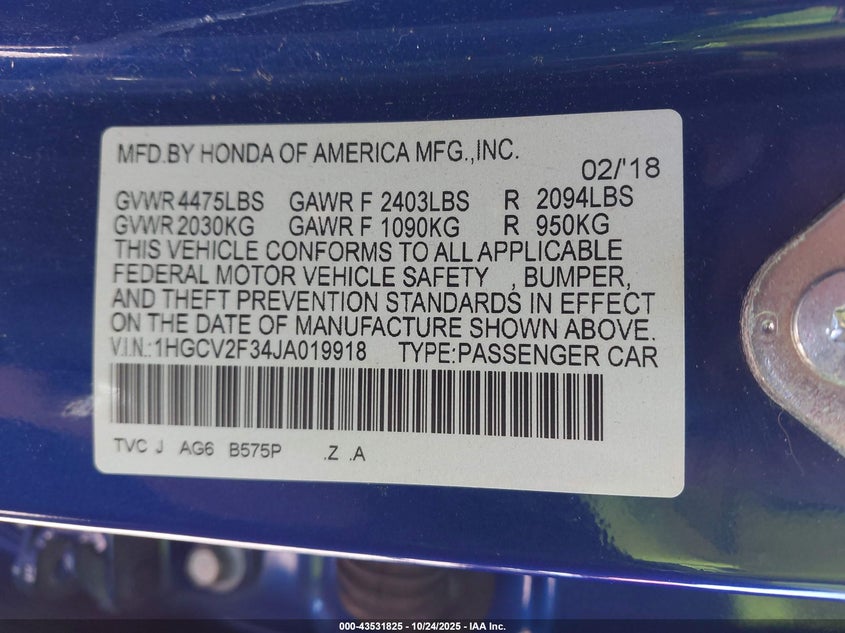 MFD.BY HONDA OF AMERICA MFG.,INC.
02/'18
GVWR 4475LBS GAWR F 2403LBS R 2094LBS
GVWR 2030KG GAWR F 1090KG R 950KG
THIS VEHICLE CONFORMS TO ALL APPLICABLE
FEDERAL MOTOR VEHICLE SAFETY , BUMPER,
AND THEFT PREVENTION STANDARDS IN EFFECT
ON THE DATE OF MANUFACTURE SHOWN ABOVE.
V.I.N.:1HGCV2F34JA019918 TYPE:PASSENGER CAR
TVC J AG6 B575P .Z .A
000-43531825 - 10/24/2025 - IAA Inc.